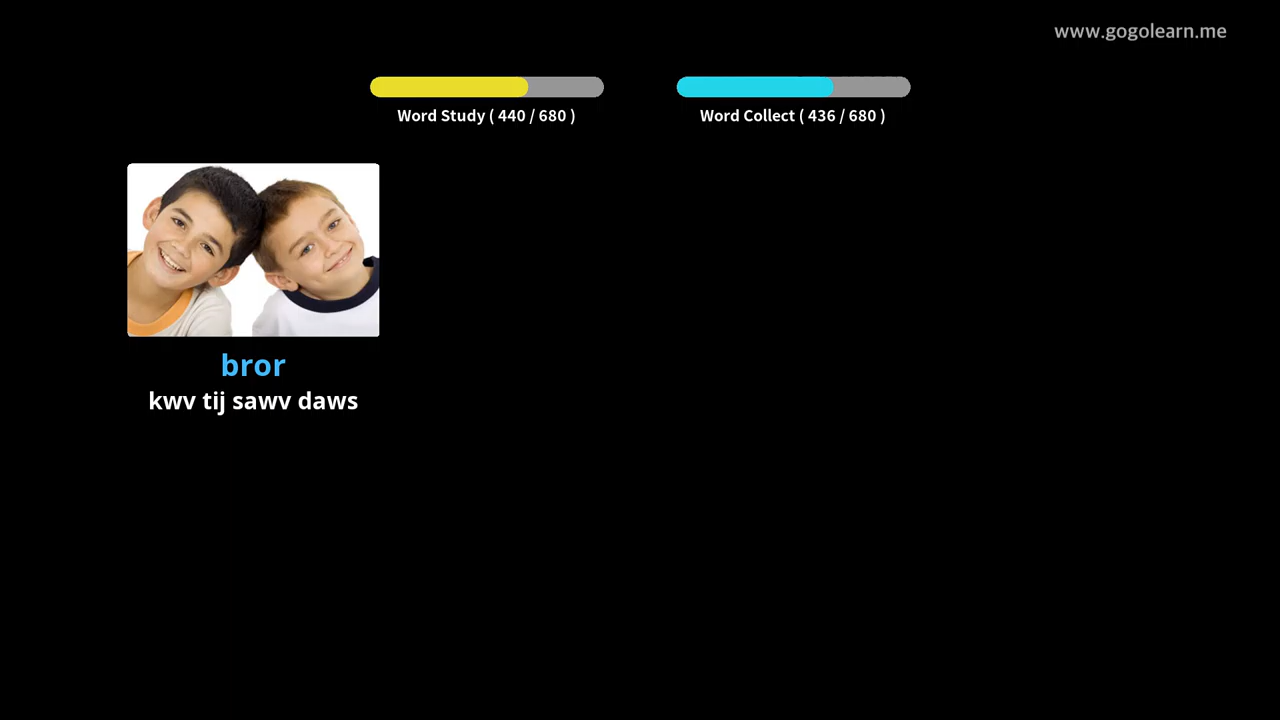 www.gogolearn.me
Word Study ( 440 / 680 )
Word Collect ( 436 / 680 )
bror
kwv tij sawv daws